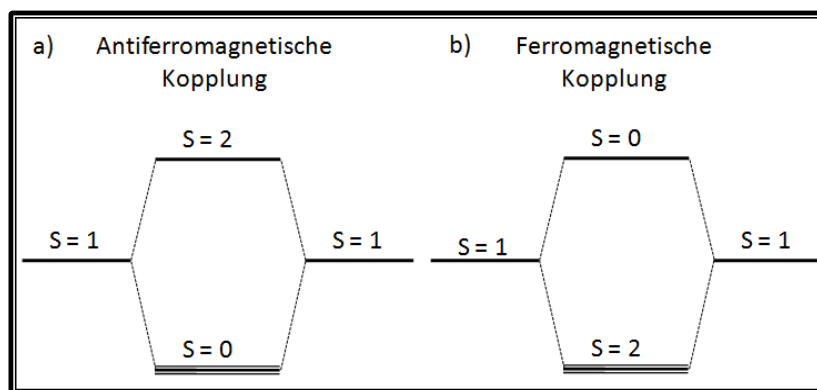 a) Antiferromagnetische
Kopplung
S = 2
S = 1
S = 1
S = 0
b) Ferromagnetische
Kopplung
S = 0
S = 1
S = 1
S = 2